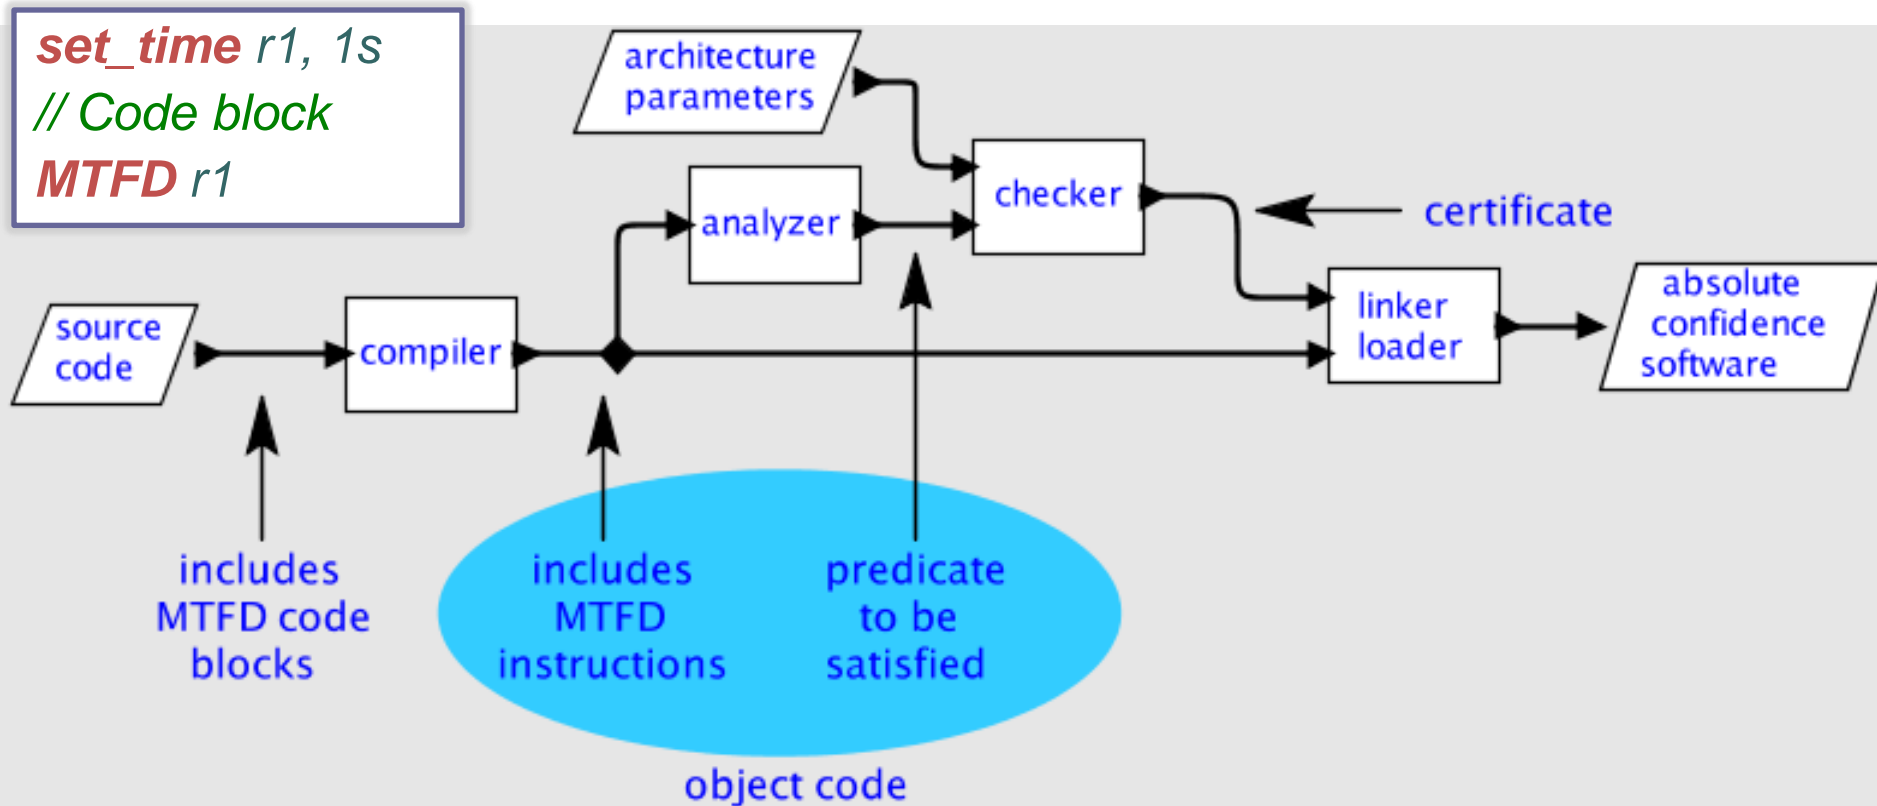 set_time r1, 1s
// Code block
MTFD r1
architecture
parameters
checker
analyzer
certificate
source
code
compiler
linker
loader
absolute
confidence
software
includes
MTFD code
blocks
includes
MTFD
instructions
predicate
to be
satisfied
object code